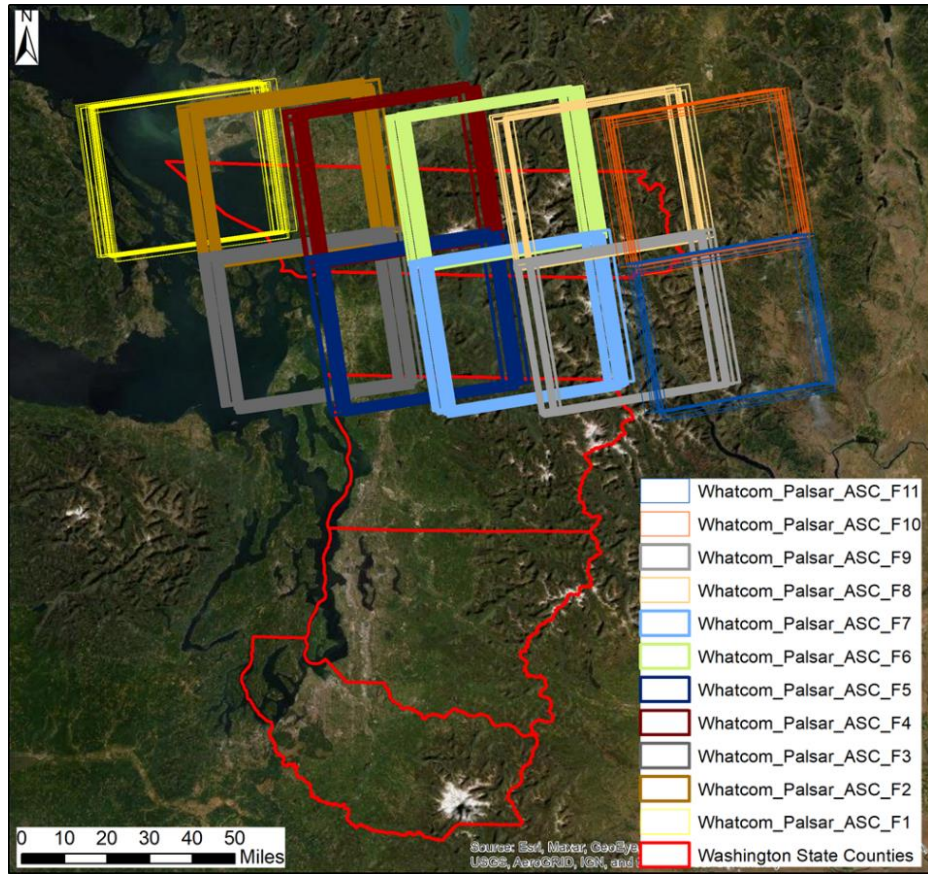 N
Whatcom_Palsar_ASC_F11
Whatcom_Palsar_ASC_F10
Whatcom_Palsar_ASC_F9
Whatcom_Palsar_ASC_F8
Whatcom_Palsar_ASC_F7
Whatcom_Palsar_ASC_F6
Whatcom_Palsar_ASC_F5
Whatcom_Palsar_ASC_F4
Whatcom_Palsar_ASC_F3
Whatcom_Palsar_ASC_F2
Whatcom_Palsar_ASC_F1
Washington State Counties
0 10 20 30 40 50
Miles
Source: Esri, Maxar, GeoEye
USGS, AeroGRID, IGN, and